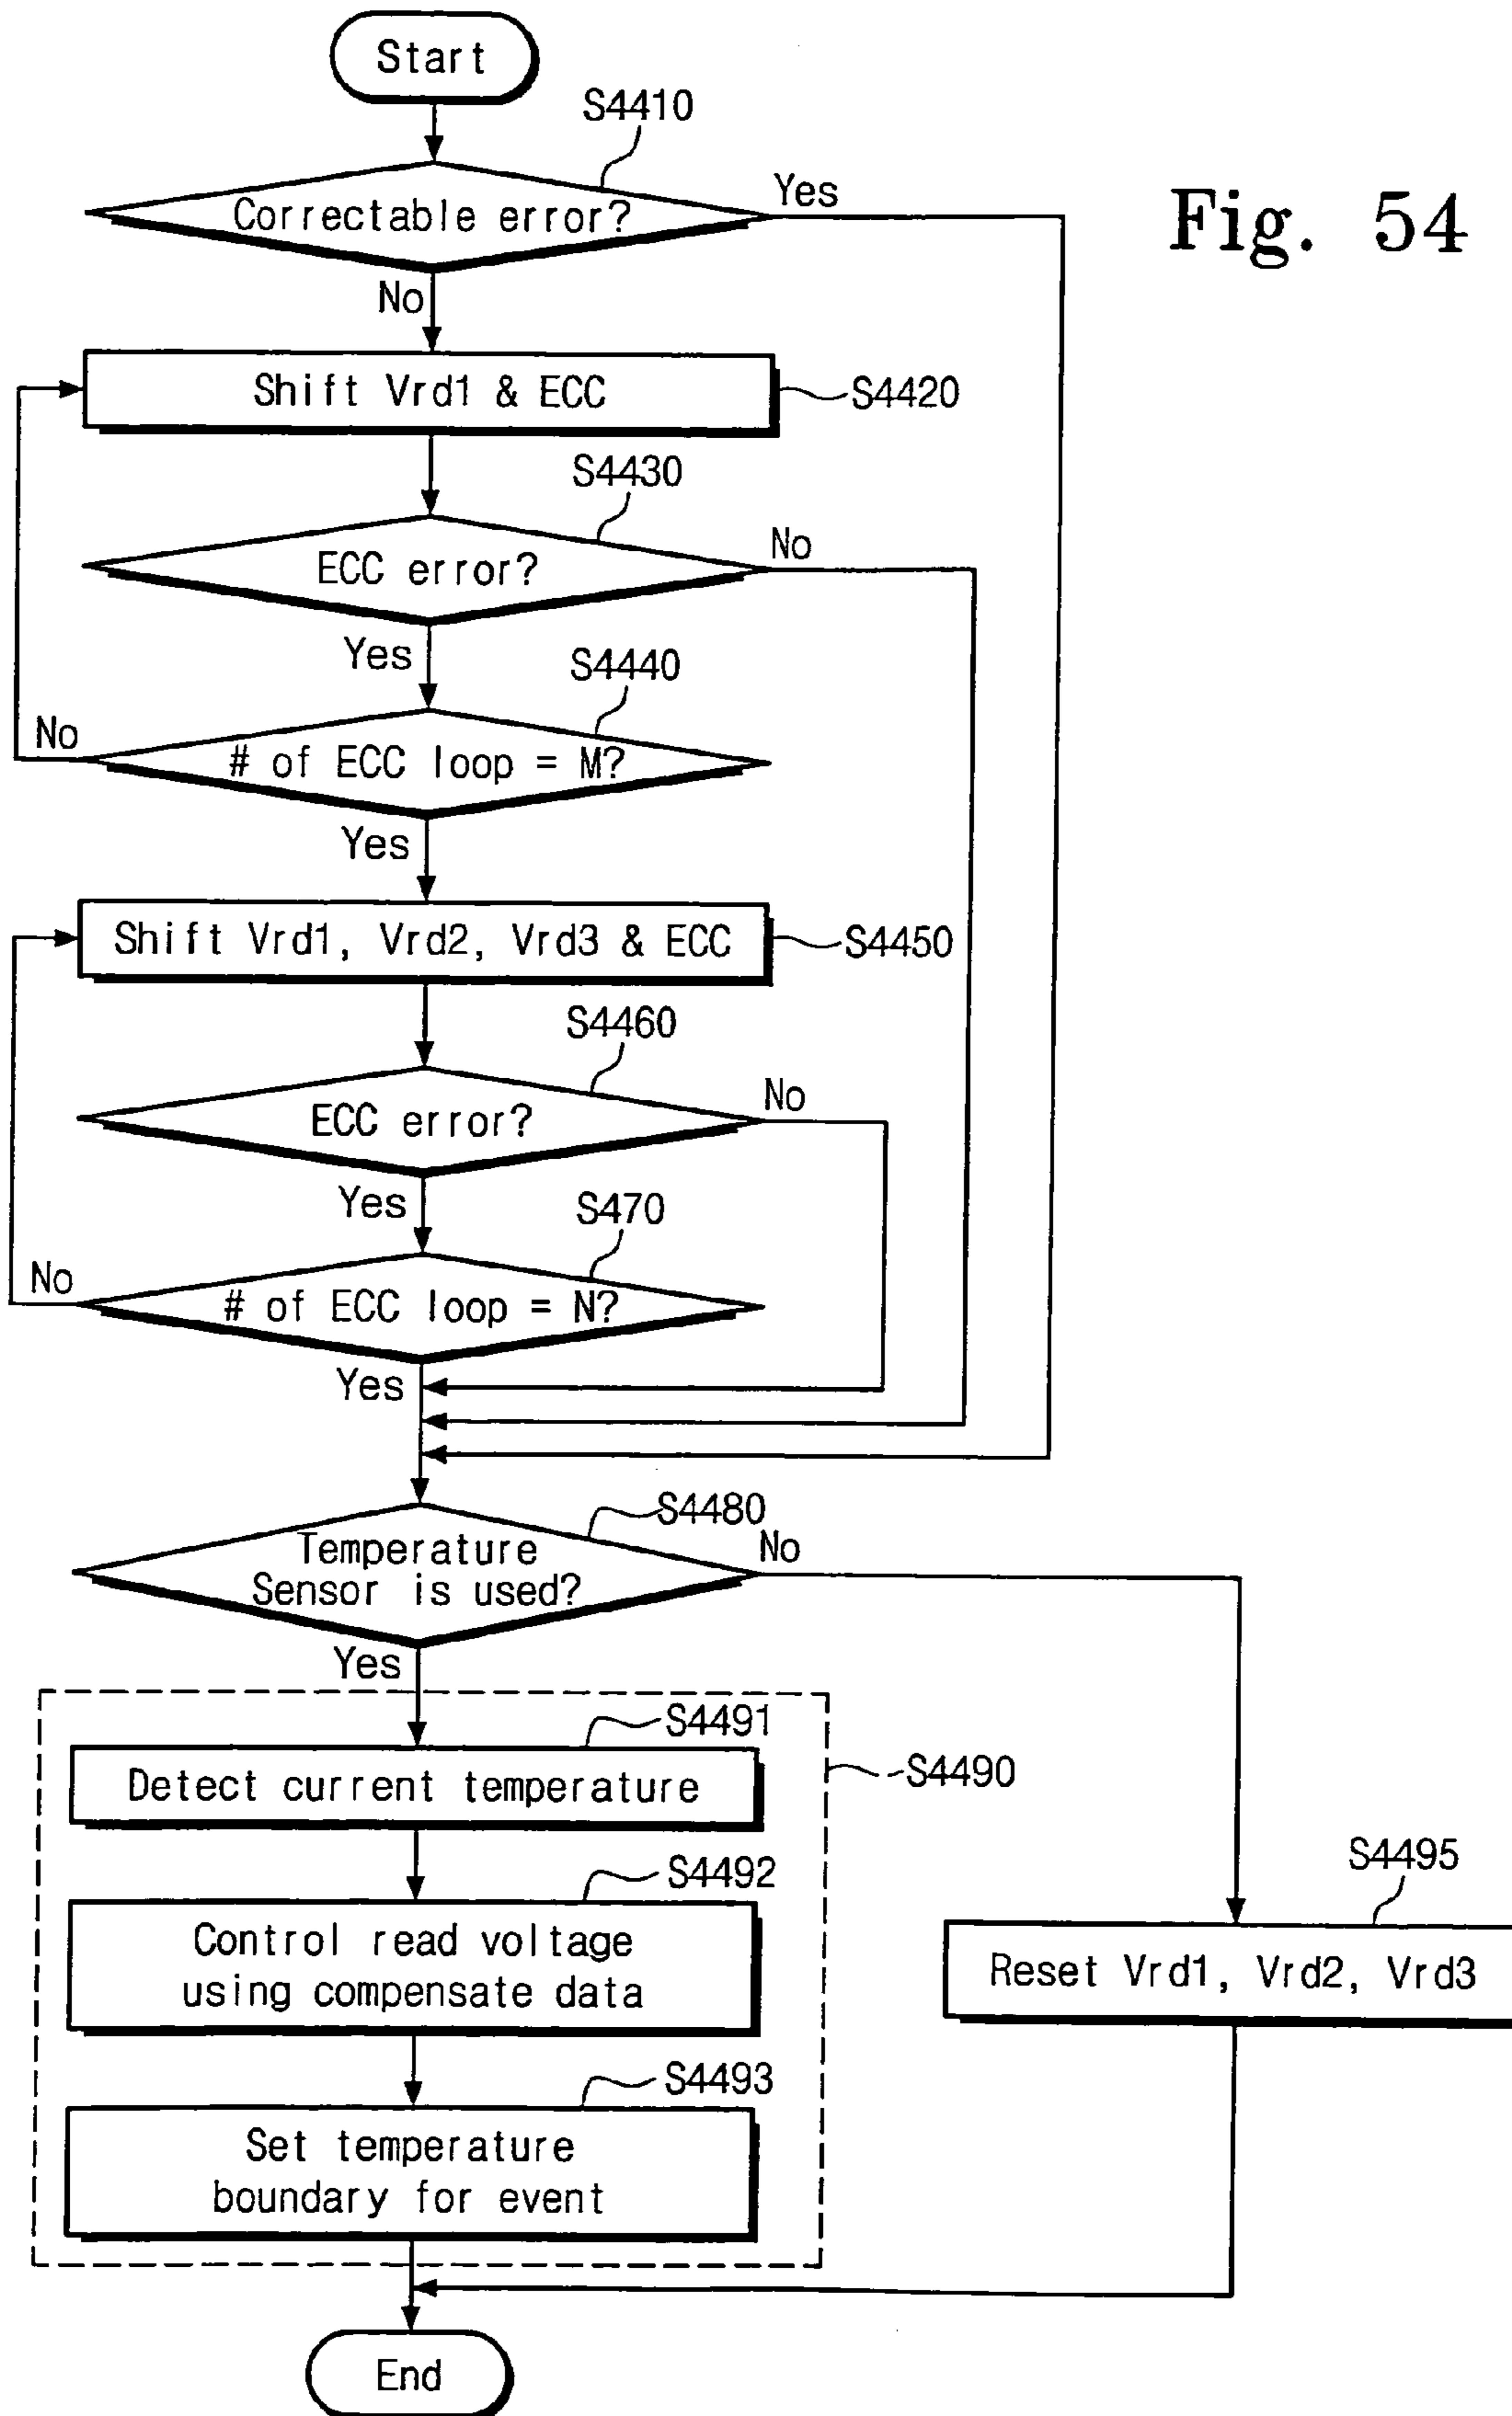 Start
S4410
Correctable error?
Yes
Fig. 54
No
Shift Vrd1 & ECC
S4420
S4430
ECC error?
No
Yes
S4440
No
# of ECC loop = M?
Yes
Shift Vrd1, Vrd2, Vrd3 & ECC
S4450
S4460
ECC error?
No
Yes
S470
No
# of ECC loop = N?
Yes
S4480
Temperature
Sensor is used?
No
Yes
S4491
Detect current temperature
S4490
S4492
Control read voltage
using compensate data
S4495
Reset Vrd1, Vrd2, Vrd3
S4493
Set temperature
boundary for event
End